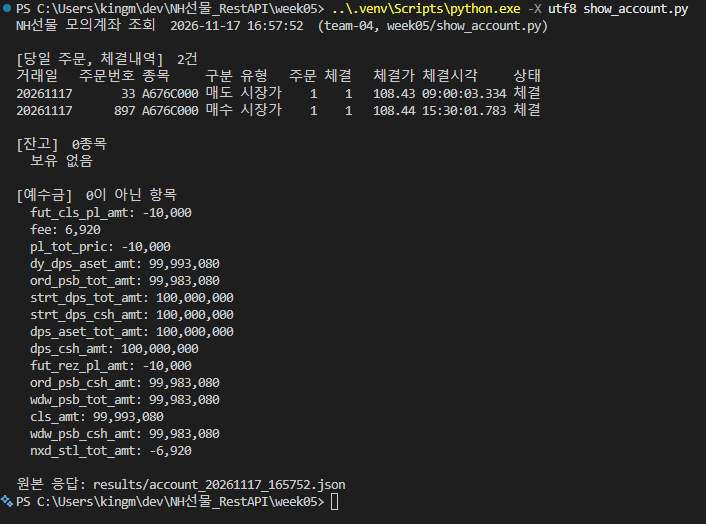 PS C:\Users\kingm\dev\NH선물_RestAPI\week05> ..\.venv\Scripts\python.exe -X utf8 show_account.py
NH선물 모의계좌 조회  2026-11-17 16:57:52  (team-04, week05/show_account.py)
[당일 주문, 체결내역]  2건
거래일    주문번호 종목      구분 유형    주문 체결    체결가 체결시각      상태
20261117       33 A676C000 매도 시장가    1    1   108.43 09:00:03.334 체결
20261117      897 A676C000 매수 시장가    1    1   108.44 15:30:01.783 체결
[잔고]  0종목
  보유 없음
[예수금]  0이 아닌 항목
  fut_cls_pl_amt: -10,000
  fee: 6,920
  pl_tot_pric: -10,000
  dy_dps_aset_amt: 99,993,080
  ord_psb_tot_amt: 99,983,080
  strt_dps_tot_amt: 100,000,000
  strt_dps_csh_amt: 100,000,000
  dps_aset_tot_amt: 100,000,000
  dps_csh_amt: 100,000,000
  fut_rez_pl_amt: -10,000
  ord_psb_csh_amt: 99,983,080
  wdw_psb_tot_amt: 99,983,080
  cls_amt: 99,993,080
  wdw_psb_csh_amt: 99,983,080
  nxd_stl_tot_amt: -6,920
원본 응답: results/account_20261117_165752.json
PS C:\Users\kingm\dev\NH선물_RestAPI\week05>